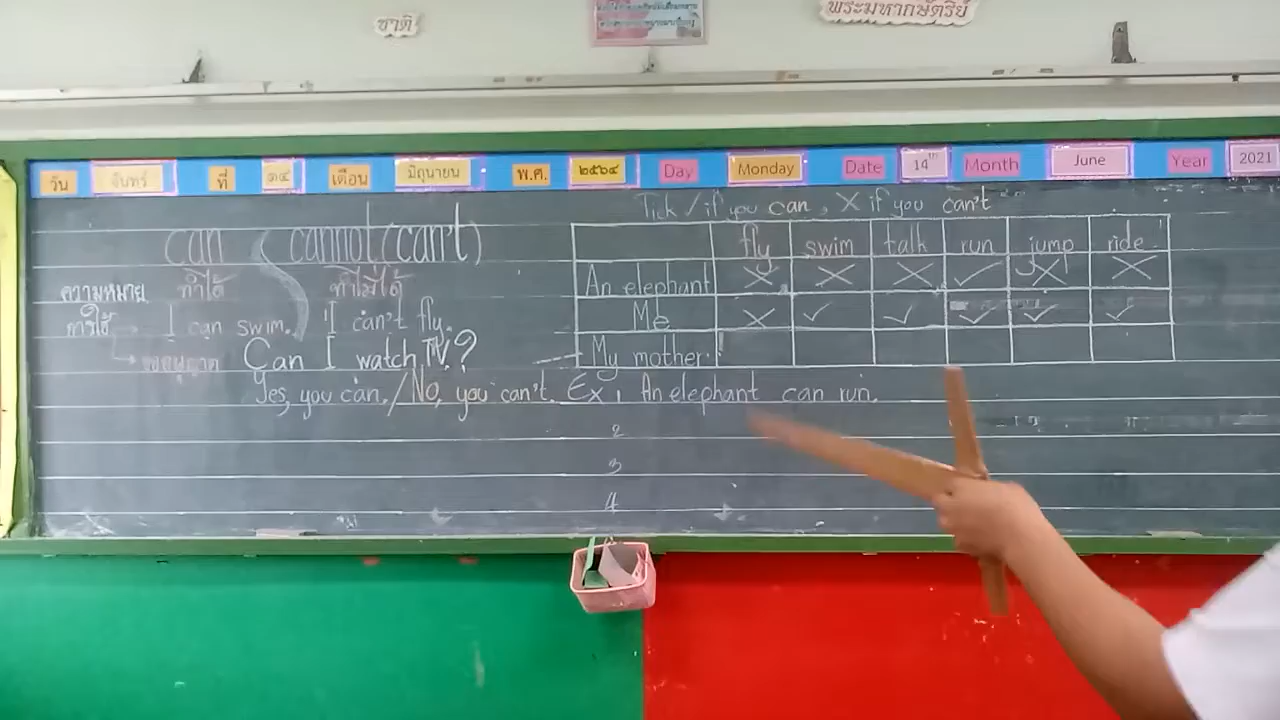 ชาติ
พระมหากษัตริย์
วัน จันทร์ ที่ ๑๔ เดือน มิถุนายน พ.ศ. ๒๕๖๔ Day Monday Date 14th Month June Year 2021
can cannot (can't)
ความหมาย ทำได้ ทำไม่ได้
การใช้ I can swim. I can't fly.
ขออนุญาต Can I watch TV?
Yes, you can. / No, you can't.
Tick ✓ if you can, X if you can't
fly swim talk run jump ride
An elephant X X X ✓ X X
Me X ✓ ✓ ✓ ✓ ✓
My mother
Ex 1 An elephant can run.
2
3
4